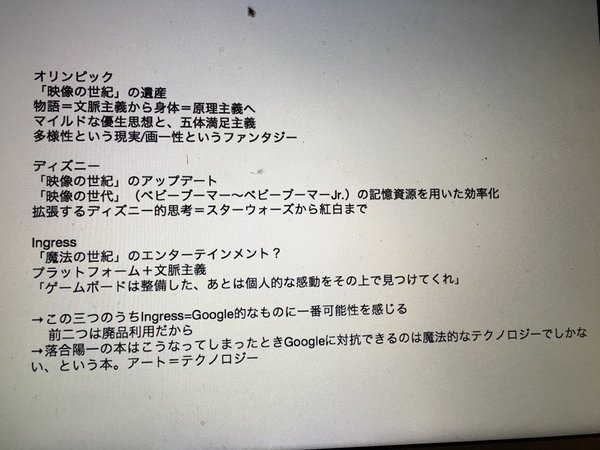 オリンピック
「映像の世紀」の遺産
物語＝文脈主義から身体＝原理主義へ
マイルドな優生思想と、五体満足主義
多様性という現実/画一性というファンタジー
ディズニー
「映像の世紀」のアップデート
「映像の世代」（ベビーブーマー〜ベビーブーマーJr.）の記憶資源を用いた効率化
拡張するディズニー的思考＝スターウォーズから紅白まで
Ingress
「魔法の世紀」のエンターテインメント？
プラットフォーム＋文脈主義
「ゲームボードは整備した、あとは個人的な感動をその上で見つけてくれ」
→この三つのうちIngress=Google的なものに一番可能性を感じる
前二つは廃品利用だから
→落合陽一の本はこうなってしまったときGoogleに対抗できるのは魔法的なテクノロジーでしかな
い、という本。アート＝テクノロジー